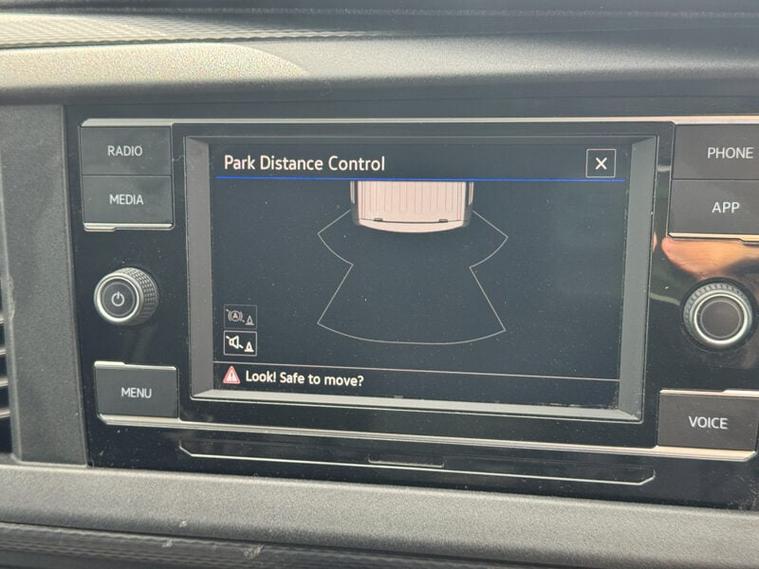 RADIO
MEDIA
MENU
Park Distance Control
X
A
Look! Safe to move?
PHONE
APP
VOICE